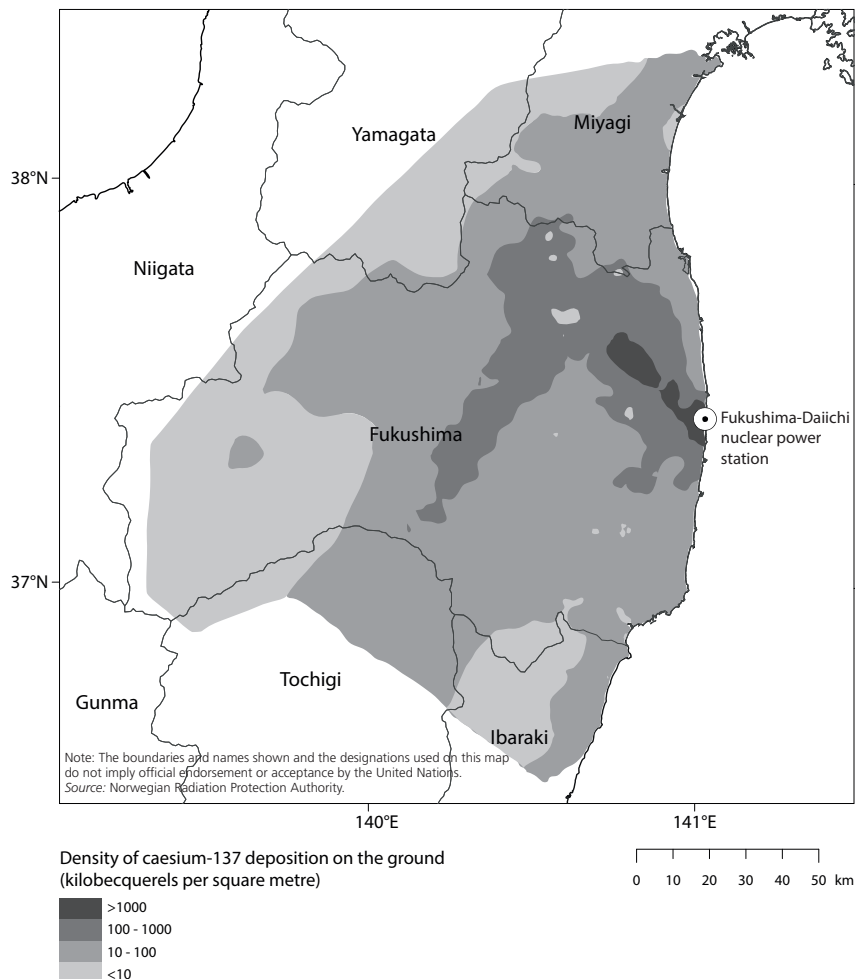 Yamagata
Miyagi
38°N
Niigata
Fukushima-Daiichi
nuclear power
station
Fukushima
37°N
Tochigi
Gunma
Ibaraki
Note: The boundaries and names shown and the designations used on this map
do not imply official endorsement or acceptance by the United Nations.
Source: Norwegian Radiation Protection Authority.
140°E
141°E
Density of caesium-137 deposition on the ground
(kilobecquerels per square metre)
0 10 20 30 40 50 km
>1000
100 - 1000
10 - 100
<10